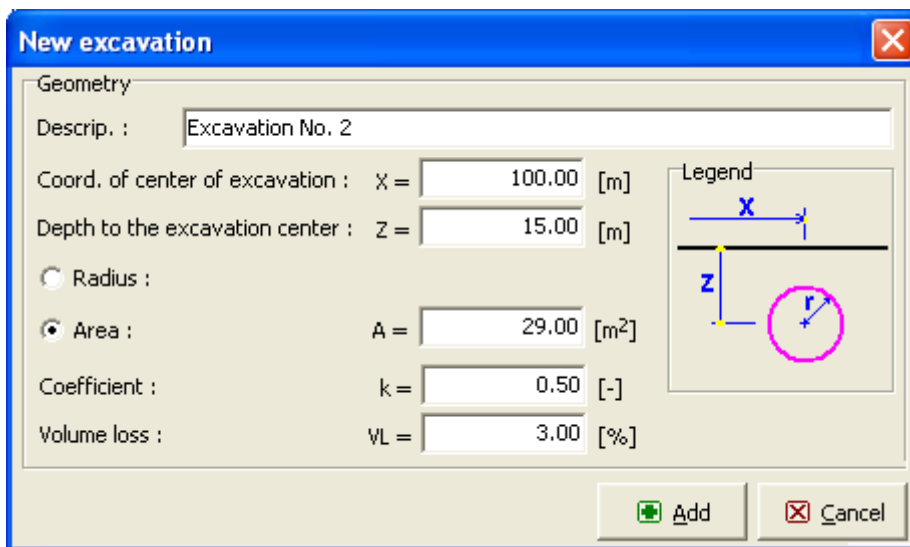 New excavation
Geometry
Descrip. : Excavation No. 2
Coord. of center of excavation : X = 100.00 [m]
Depth to the excavation center : Z = 15.00 [m]
Radius :
Area : A = 29.00 [m²]
Coefficient : k = 0.50 [-]
Volume loss : VL = 3.00 [%]
Legend
X
Z
r
Add Cancel